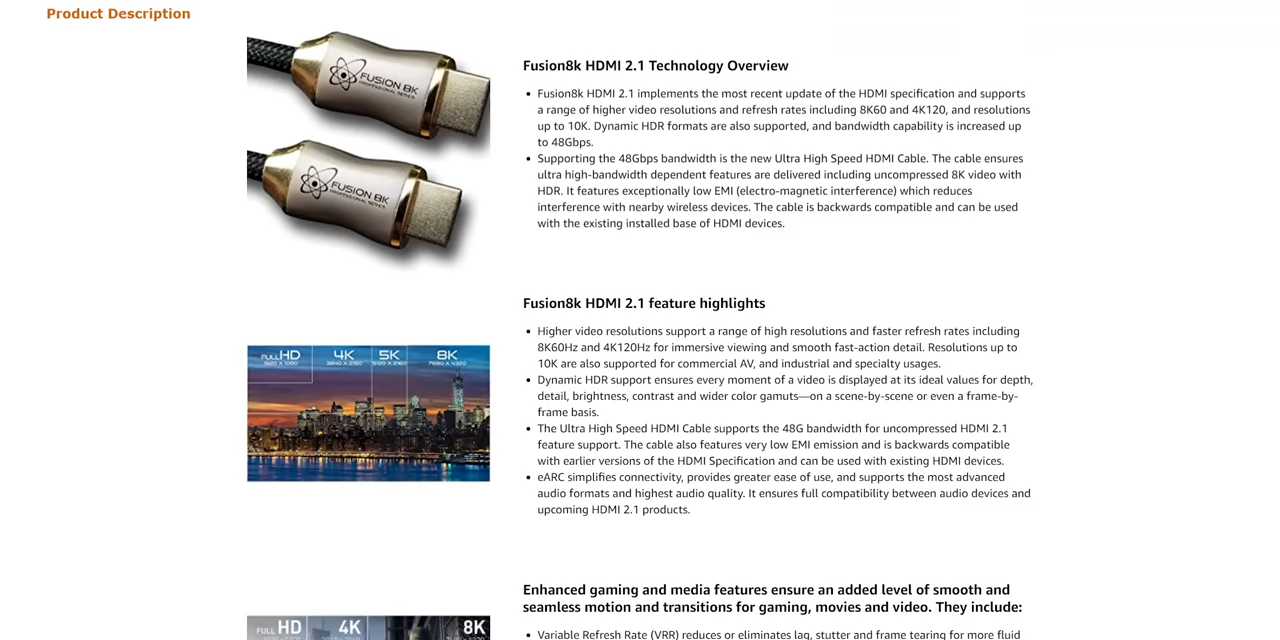 Product Description
FUSION 8K
PROFESSIONAL SERIES
FUSION 8K
PROFESSIONAL SERIES
Fusion8k HDMI 2.1 Technology Overview
Fusion8k HDMI 2.1 implements the most recent update of the HDMI specification and supports
a range of higher video resolutions and refresh rates including 8K60 and 4K120, and resolutions
up to 10K. Dynamic HDR formats are also supported, and bandwidth capability is increased up
to 48Gbps.
Supporting the 48Gbps bandwidth is the new Ultra High Speed HDMI Cable. The cable ensures
ultra high-bandwidth dependent features are delivered including uncompressed 8K video with
HDR. It features exceptionally low EMI (electro-magnetic interference) which reduces
interference with nearby wireless devices. The cable is backwards compatible and can be used
with the existing installed base of HDMI devices.
FULL HD 4K 5K 8K
1920 X 1080 3840 X 2160 5120 X 2160 7680 X 4320
Fusion8k HDMI 2.1 feature highlights
Higher video resolutions support a range of high resolutions and faster refresh rates including
8K60Hz and 4K120Hz for immersive viewing and smooth fast-action detail. Resolutions up to
10K are also supported for commercial AV, and industrial and specialty usages.
Dynamic HDR support ensures every moment of a video is displayed at its ideal values for depth,
detail, brightness, contrast and wider color gamuts—on a scene-by-scene or even a frame-by-
frame basis.
The Ultra High Speed HDMI Cable supports the 48G bandwidth for uncompressed HDMI 2.1
feature support. The cable also features very low EMI emission and is backwards compatible
with earlier versions of the HDMI Specification and can be used with existing HDMI devices.
eARC simplifies connectivity, provides greater ease of use, and supports the most advanced
audio formats and highest audio quality. It ensures full compatibility between audio devices and
upcoming HDMI 2.1 products.
FULL HD 4K 8K
Enhanced gaming and media features ensure an added level of smooth and
seamless motion and transitions for gaming, movies and video. They include:
Variable Refresh Rate (VRR) reduces or eliminates lag, stutter and frame tearing for more fluid